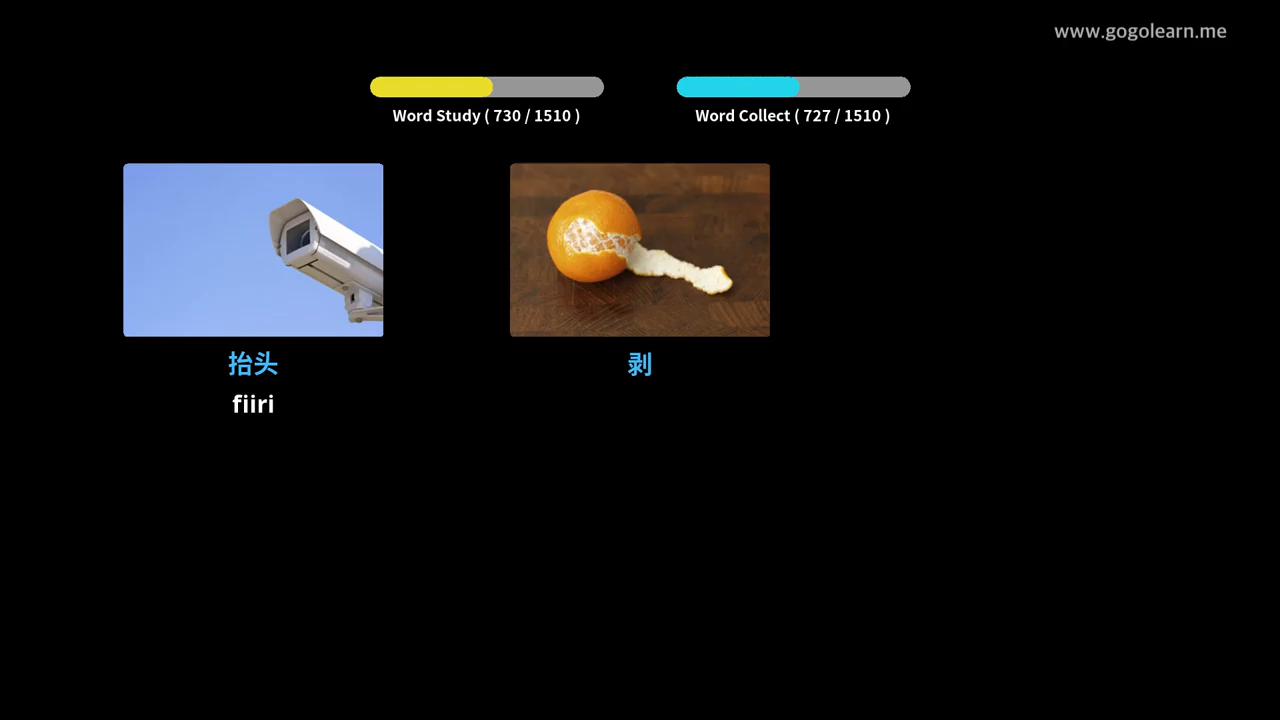 www.gogolearn.me
Word Study ( 730 / 1510 )
Word Collect ( 727 / 1510 )
抬头
剥
fiiri